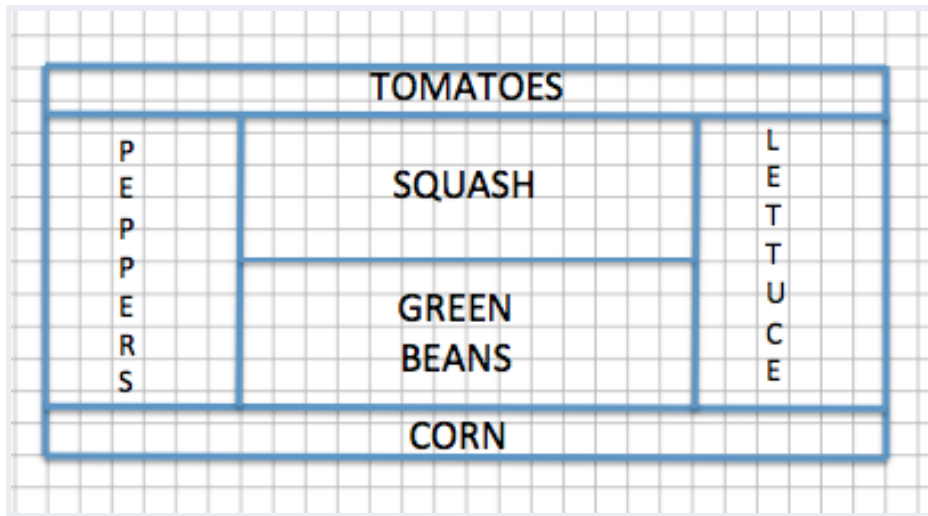 TOMATOES
PEPPERS
SQUASH
GREEN
BEANS
LETTUCE
CORN